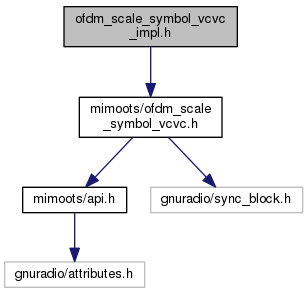 ofdm_scale_symbol_vcvc
_impl.h
mimoots/ofdm_scale
_symbol_vcvc.h
mimoots/api.h
gnuradio/sync_block.h
gnuradio/attributes.h